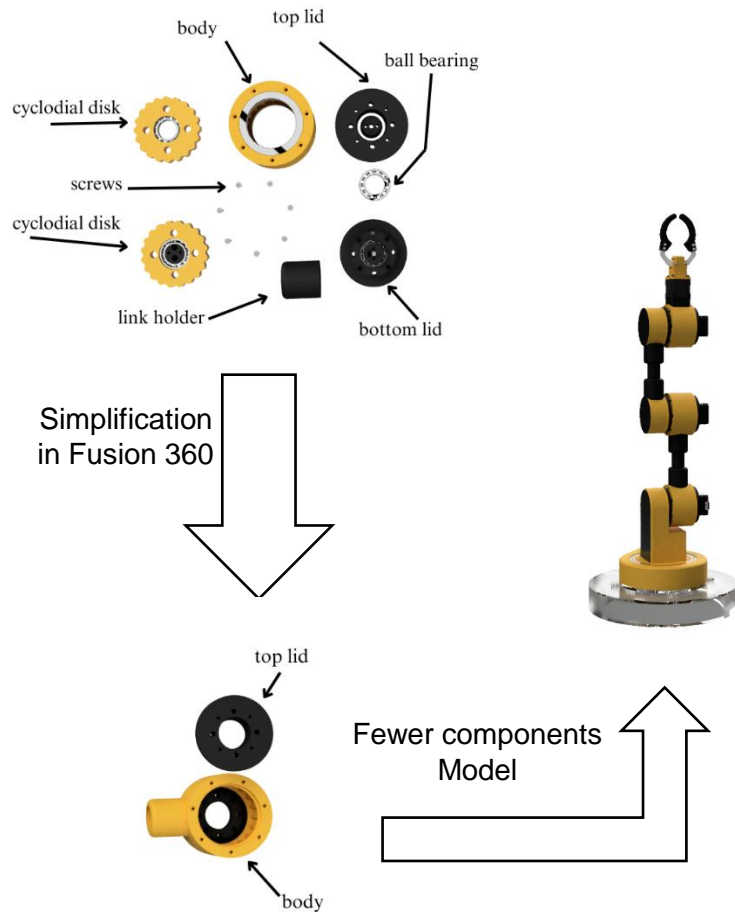 top lid
body
ball bearing
cyclodial disk
screws
cyclodial disk
link holder
bottom lid
Simplification
in Fusion 360
top lid
Fewer components
Model
body